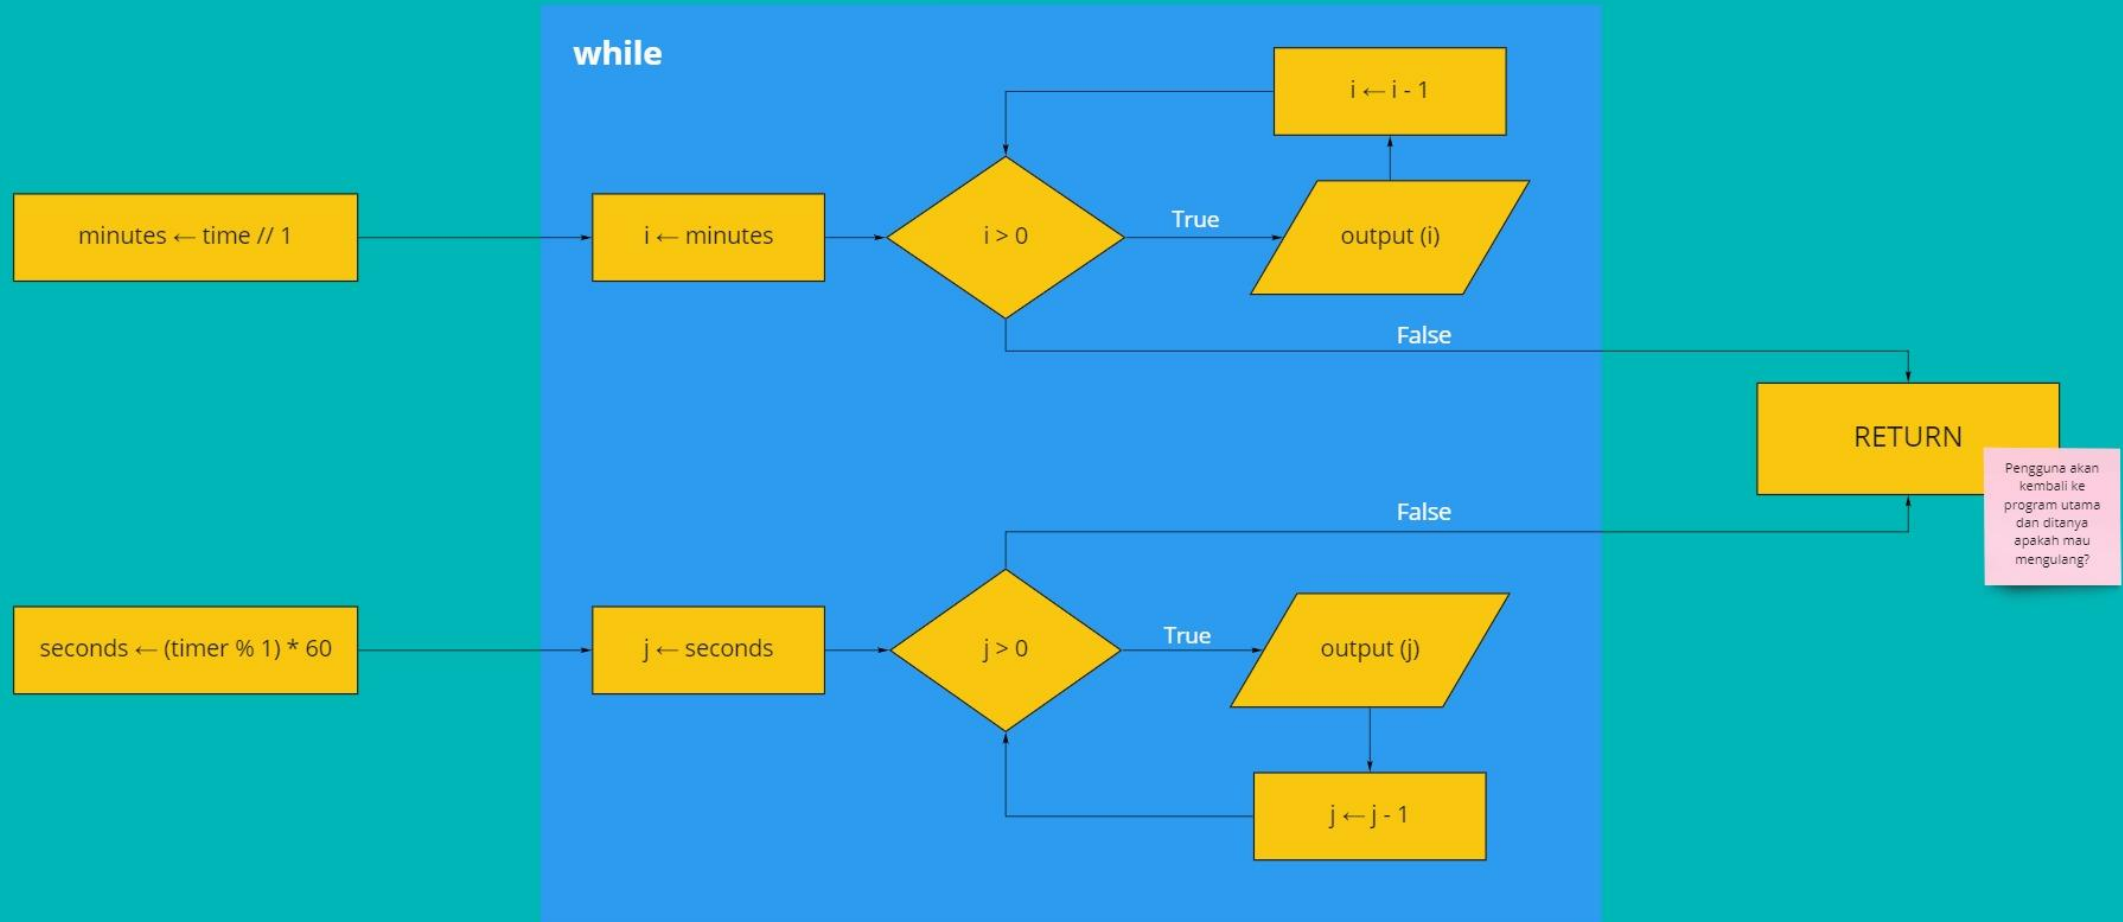 while
i ← i - 1
minutes ← time // 1
i ← minutes
i > 0
True
output (i)
False
RETURN
Pengguna akan
kembali ke
program utama
dan ditanya
apakah mau
mengulang?
False
seconds ← (timer % 1) * 60
j ← seconds
j > 0
True
output (j)
j ← j - 1